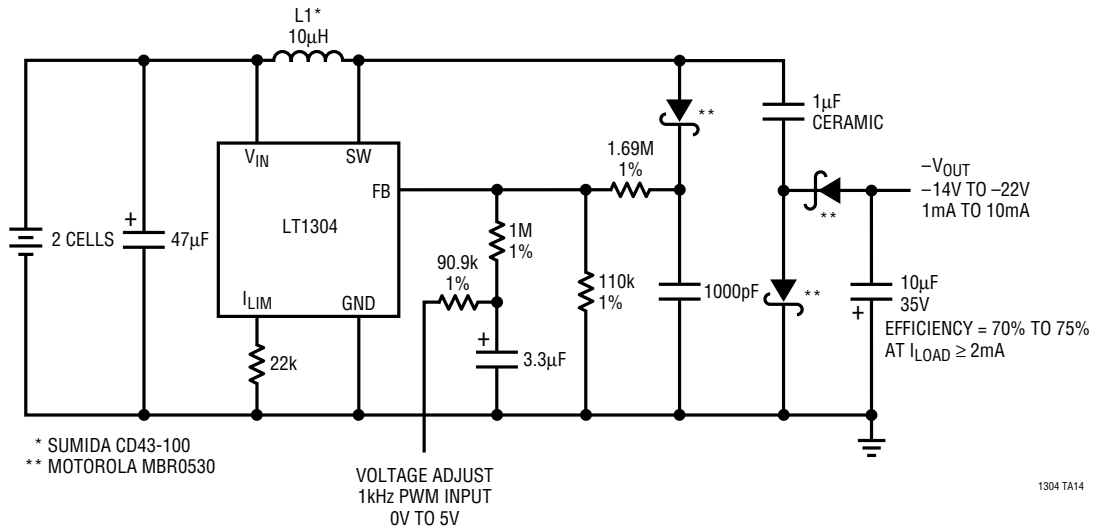 L1*
10µH
VIN
SW
FB
LT1304
ILIM
GND
2 CELLS
+
47µF
22k
90.9k
1%
1M
1%
+
3.3µF
110k
1%
1.69M
1%
1000pF
**
1µF
CERAMIC
**
**
–VOUT
–14V TO –22V
1mA TO 10mA
10µF
35V
+
EFFICIENCY = 70% TO 75%
AT ILOAD ≥ 2mA
* SUMIDA CD43-100
** MOTOROLA MBR0530
VOLTAGE ADJUST
1kHz PWM INPUT
0V TO 5V
1304 TA14